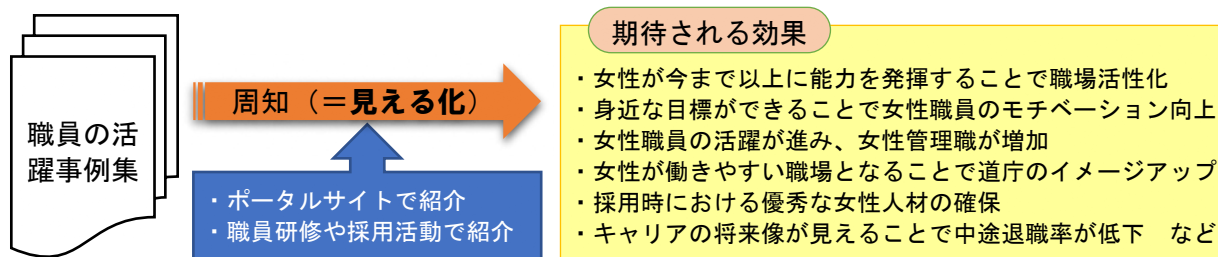 職員の活
躍事例集
周知（＝見える化）
・ポータルサイトで紹介
・職員研修や採用活動で紹介
期待される効果
・女性が今まで以上に能力を発揮することで職場活性化
・身近な目標ができることで女性職員のモチベーション向上
・女性職員の活躍が進み、女性管理職が増加
・女性が働きやすい職場となることで道庁のイメージアップ
・採用時における優秀な女性人材の確保
・キャリアの将来像が見えることで中途退職率が低下　など